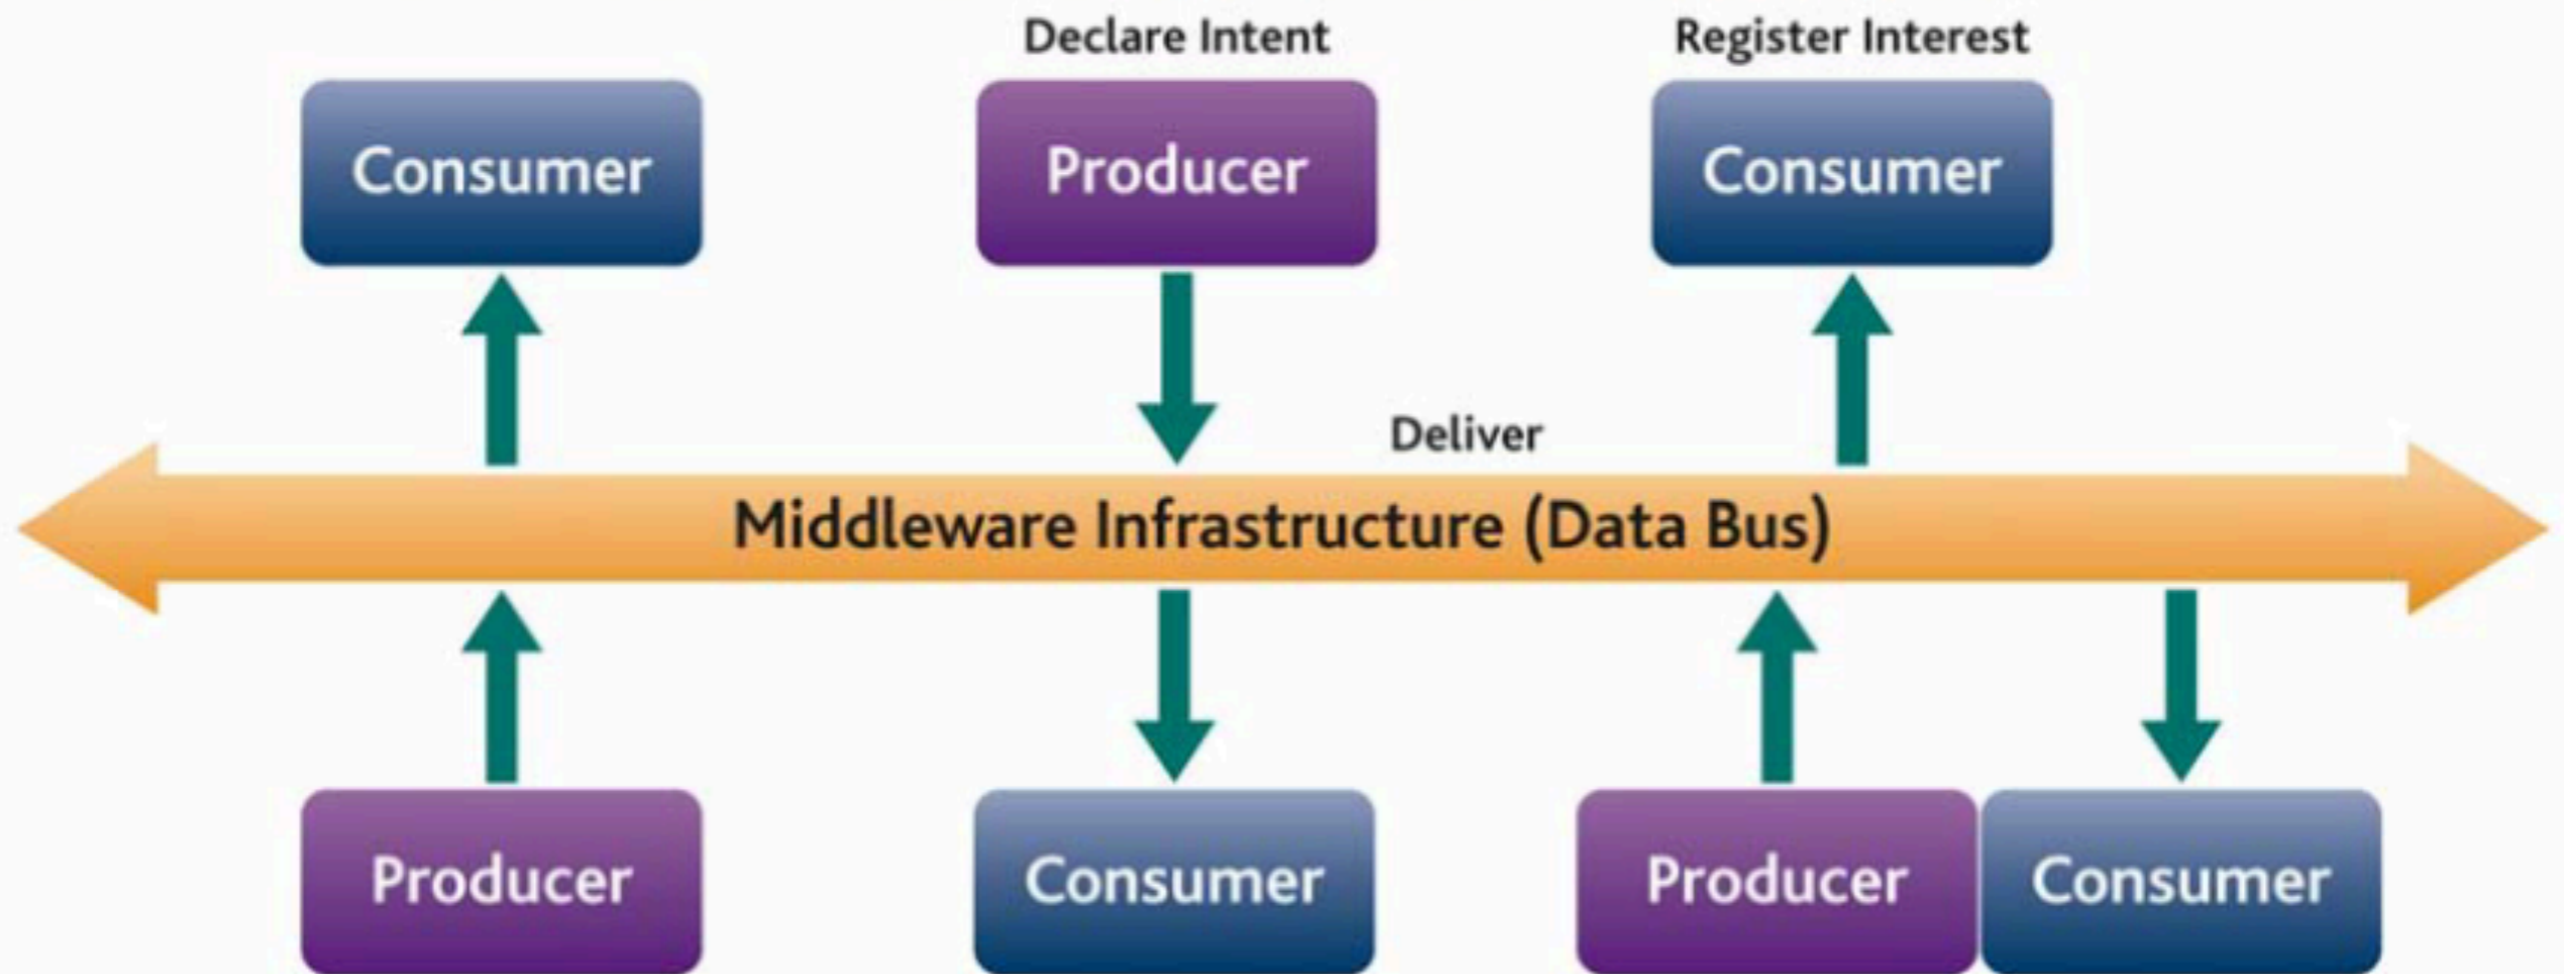 Declare Intent
Register Interest
Consumer
Producer
Consumer
Deliver
Middleware Infrastructure (Data Bus)
Producer
Consumer
Producer
Consumer